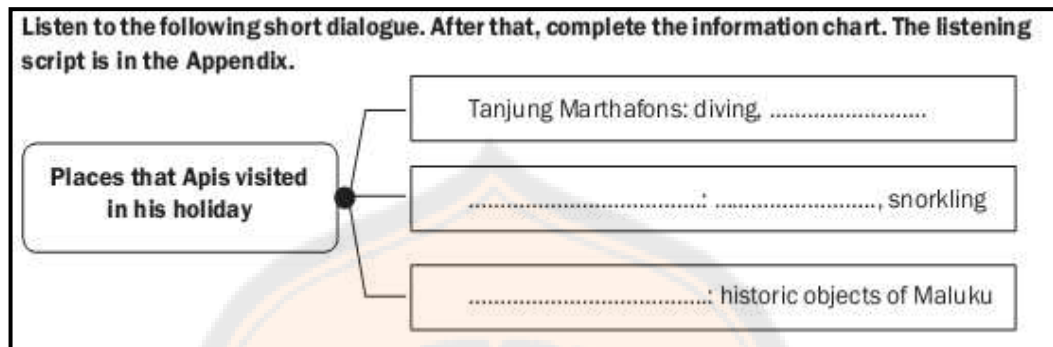 Listen to the following short dialogue. After that, complete the information chart. The listening
script is in the Appendix.
Tanjung Marthafons: diving, .........................
Places that Apis visited
in his holiday
.....................................: .........................., snorkling
......................................: historic objects of Maluku